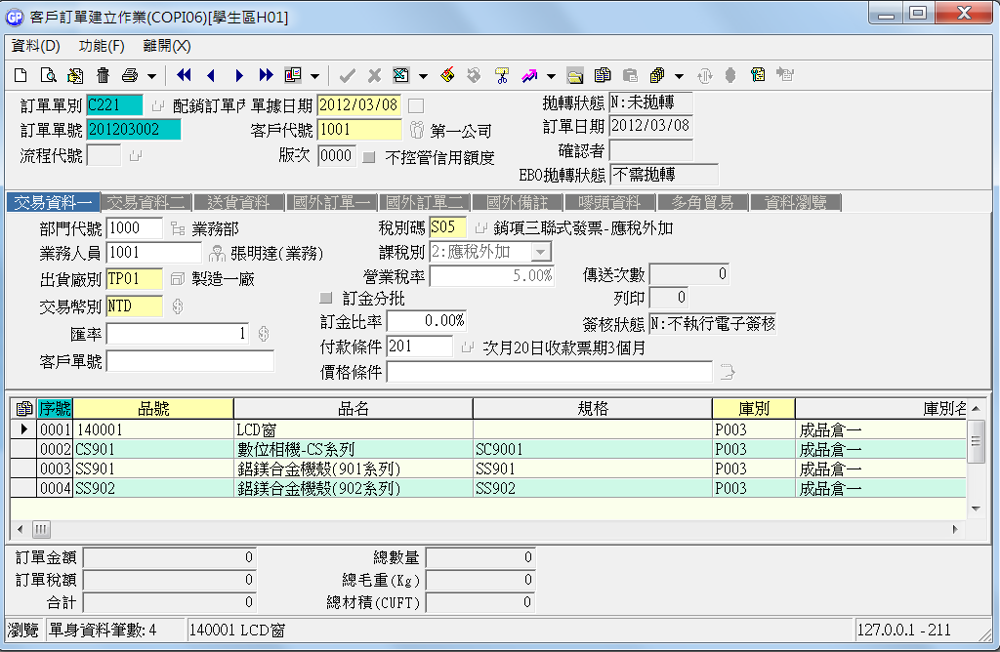 客戶訂單建立作業(COPI06)[學生區H01]
資料(D) 功能(F) 離開(X)
訂單單別 C221 配銷訂單內 單據日期 2012/03/08 拋轉狀態 N:未拋轉
訂單單號 201203002 客戶代號 1001 第一公司 訂單日期 2012/03/08
流程代號 版次 0000 不控管信用額度 確認者
EBO拋轉狀態 不需拋轉
交易資料一 交易資料二 送貨資料 國外訂單一 國外訂單二 國外備註 嘜頭資料 多角貿易 資料瀏覽
部門代號 1000 業務部 稅別碼 S05 銷項三聯式發票-應稅外加
業務人員 1001 張明達(業務) 課稅別 2:應稅外加
出貨廠別 TP01 製造一廠 營業稅率 5.00% 傳送次數 0
交易幣別 NTD 訂金分批 列印 0
匯率 1 訂金比率 0.00% 簽核狀態 N:不執行電子簽核
客戶單號 付款條件 201 次月20日收款票期3個月
價格條件
序號 品號 品名 規格 庫別 庫別名
0001 140001 LCD窗 P003 成品倉一
0002 CS901 數位相機-CS系列 SC9001 P003 成品倉一
0003 SS901 鋁鎂合金機殼(901系列) SS901 P003 成品倉一
0004 SS902 鋁鎂合金機殼(902系列) SS902 P003 成品倉一
訂單金額 0 總數量 0
訂單稅額 0 總毛重(Kg) 0
合計 0 總材積(CUFT) 0
瀏覽 單身資料筆數: 4 140001 LCD窗 127.0.0.1 - 211